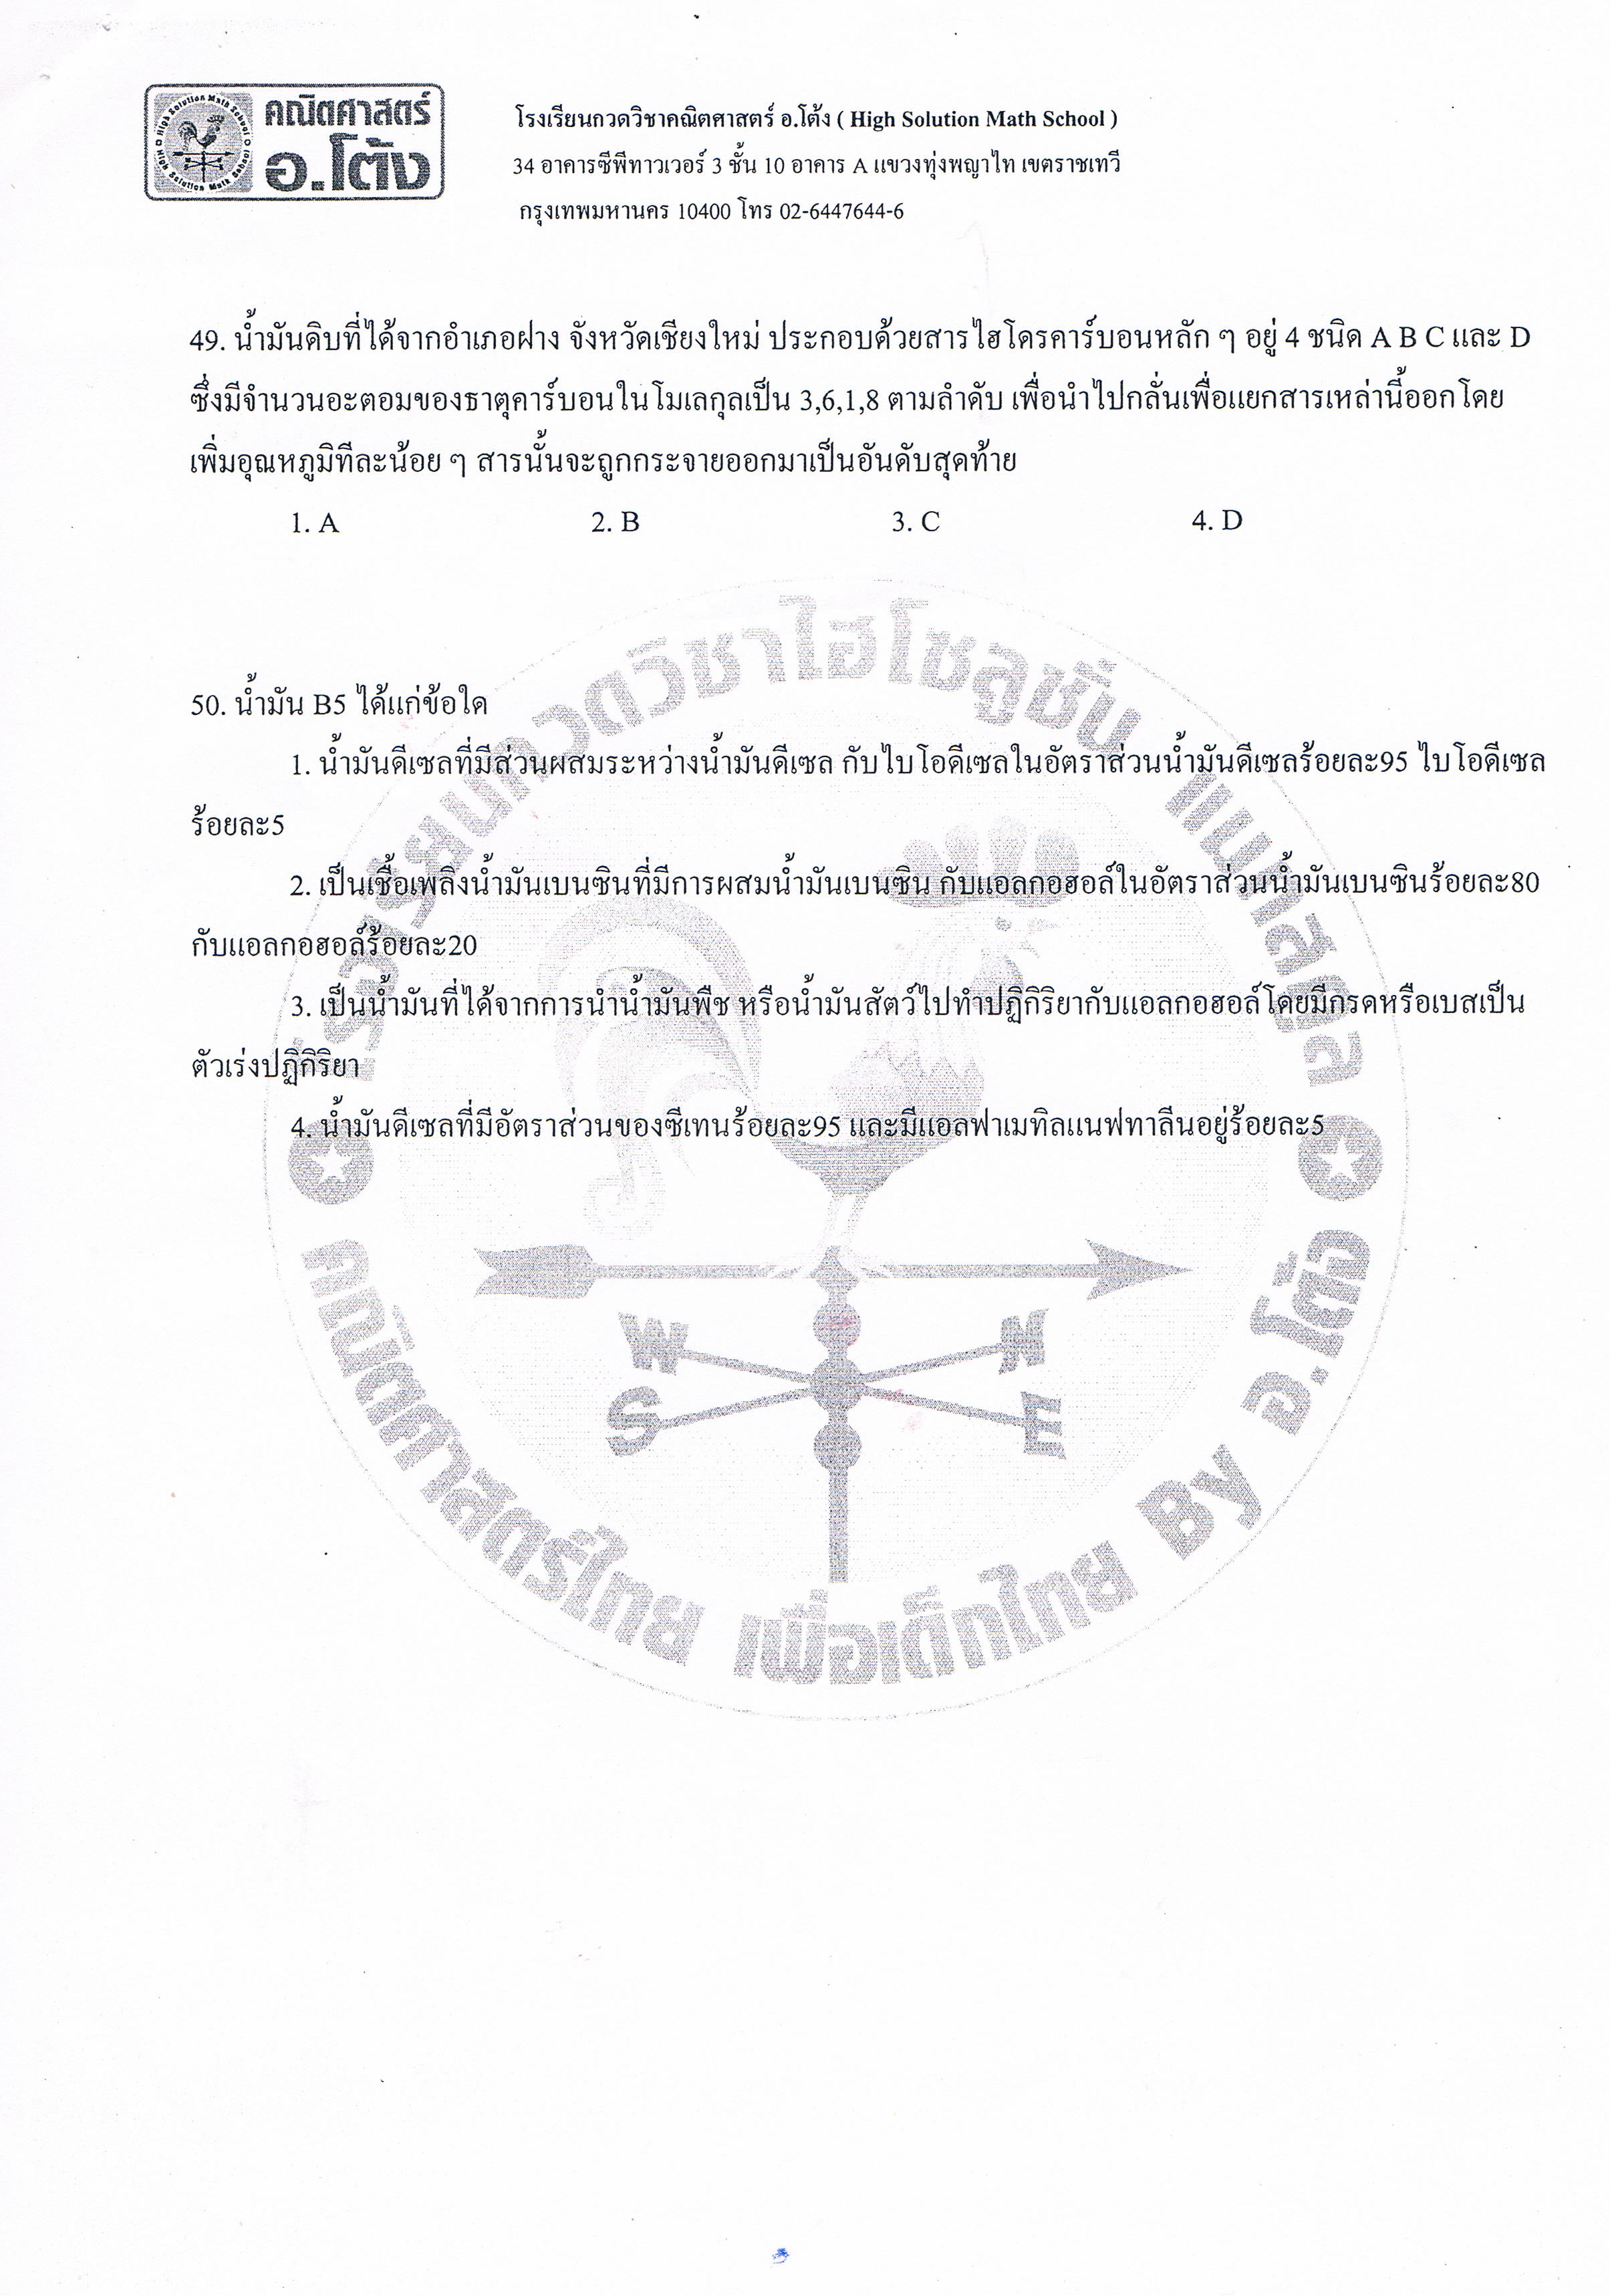 High Solution Math School
High Solution Math School
คณิตศาสตร์
อ.โต้ง
โรงเรียนกวดวิชาคณิตศาสตร์ อ.โต้ง ( High Solution Math School )
34 อาคารซีพีทาวเวอร์ 3 ชั้น 10 อาคาร A แขวงทุ่งพญาไท เขตราชเทวี
กรุงเทพมหานคร 10400 โทร 02-6447644-6
49. น้ำมันดิบที่ได้จากอำเภอฝาง จังหวัดเชียงใหม่ ประกอบด้วยสารไฮโดรคาร์บอนหลัก ๆ อยู่ 4 ชนิด A B C และ D
ซึ่งมีจำนวนอะตอมของธาตุคาร์บอนในโมเลกุลเป็น 3,6,1,8 ตามลำดับ เพื่อนำไปกลั่นเพื่อแยกสารเหล่านี้ออกโดย
เพิ่มอุณหภูมิทีละน้อย ๆ สารนั้นจะถูกกระจายออกมาเป็นอันดับสุดท้าย
1. A 2. B 3. C 4. D
50. น้ำมัน B5 ได้แก่ข้อใด
1. น้ำมันดีเซลที่มีส่วนผสมระหว่างน้ำมันดีเซล กับไบโอดีเซลในอัตราส่วนน้ำมันดีเซลร้อยละ95 ไบโอดีเซล
ร้อยละ5
2. เป็นเชื้อเพลิงน้ำมันเบนซินที่มีการผสมน้ำมันเบนซิน กับแอลกอฮอล์ในอัตราส่วนน้ำมันเบนซินร้อยละ80
กับแอลกอฮอล์ร้อยละ20
3. เป็นน้ำมันที่ได้จากการนำน้ำมันพืช หรือน้ำมันสัตว์ไปทำปฏิกิริยากับแอลกอฮอล์โดยมีกรดหรือเบสเป็น
ตัวเร่งปฏิกิริยา
4. น้ำมันดีเซลที่มีอัตราส่วนของซีเทนร้อยละ95 และมีแอลฟาเมทิลแนฟทาลีนอยู่ร้อยละ5
โรงเรียนกวดวิชาไฮโซลูชั่น แมทสคูล
W N
S E
คณิตศาสตร์ไทย เพื่อเด็กไทย By อ.โต้ง